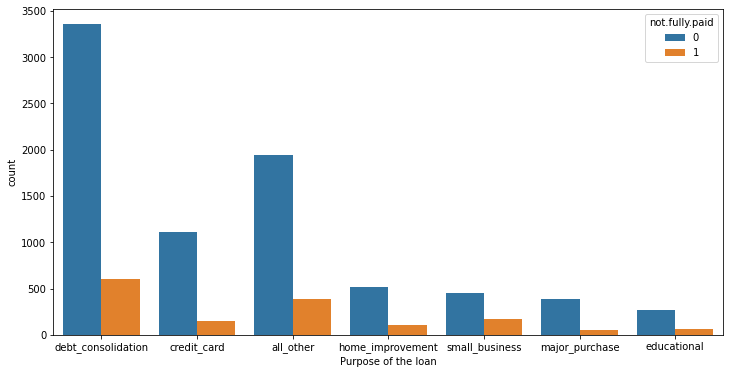 3500
3000
2500
2000
1500
1000
500
0
count
not.fully.paid
0
1
debt_consolidation credit_card all_other home_improvement small_business major_purchase educational
Purpose of the loan